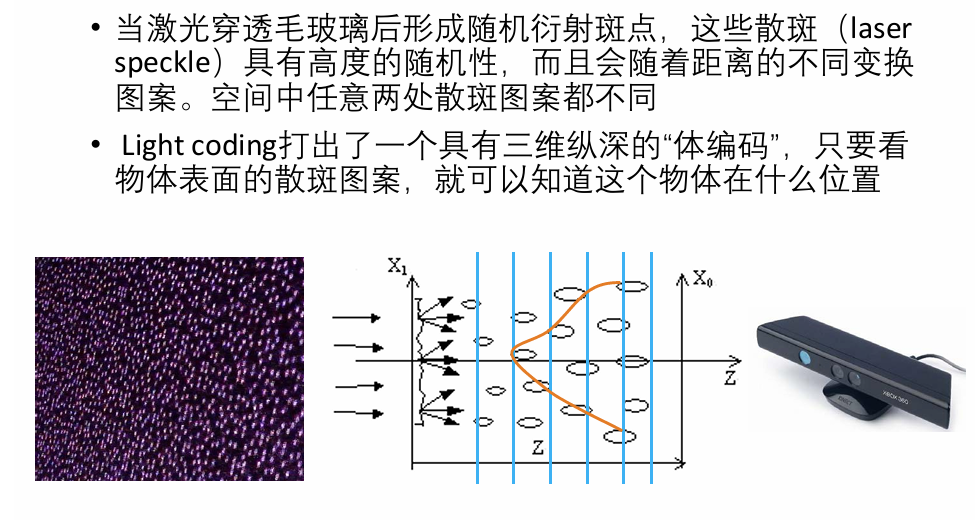 • 当激光穿透毛玻璃后形成随机衍射斑点，这些散斑（laser
speckle）具有高度的随机性，而且会随着距离的不同变换
图案。空间中任意两处散斑图案都不同
• Light coding打出了一个具有三维纵深的“体编码”，只要看
物体表面的散斑图案，就可以知道这个物体在什么位置
X₁
X₀
Z
Z
XBOX 360